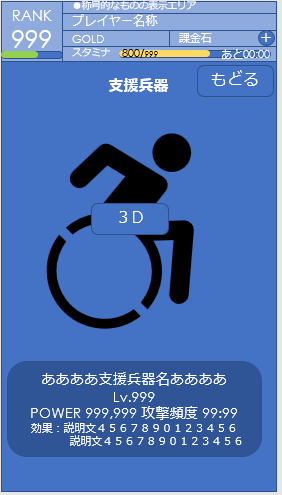 ●称号的なものの表示エリア
RANK
999
プレイヤー名称
GOLD
課金石
+
スタミナ
800/999
あと00:00
支援兵器
もどる
3D
ああああ支援兵器名ああああ
Lv.999
POWER 999,999 攻撃頻度 99:99
効果：説明文４５６７８９０１２３４５６
説明文４５６７８９０１２３４５６